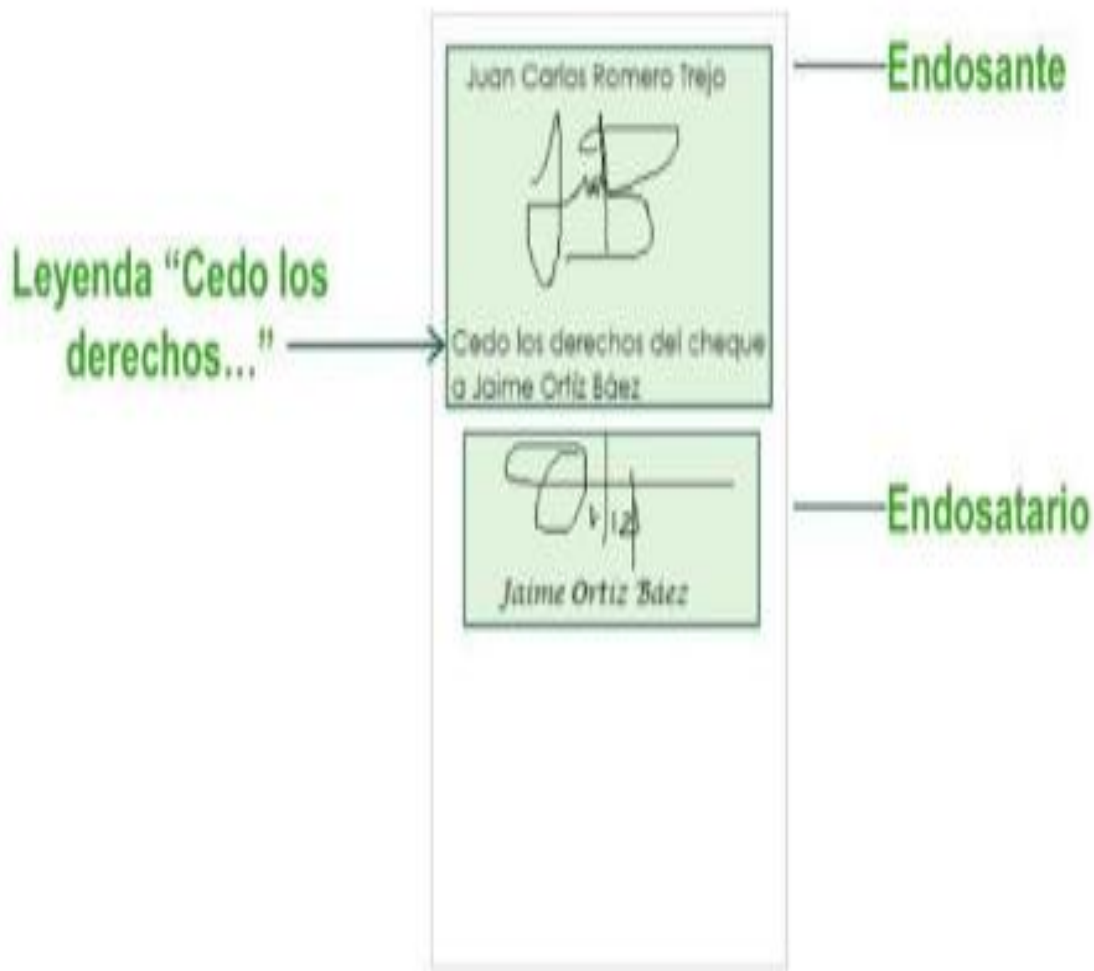 Juan Carlos Romero Trejo
Endosante
Leyenda “Cedo los
derechos...”
Cedo los derechos del cheque
a Jaime Ortíz Báez
Endosatario
Jaime Ortiz Báez